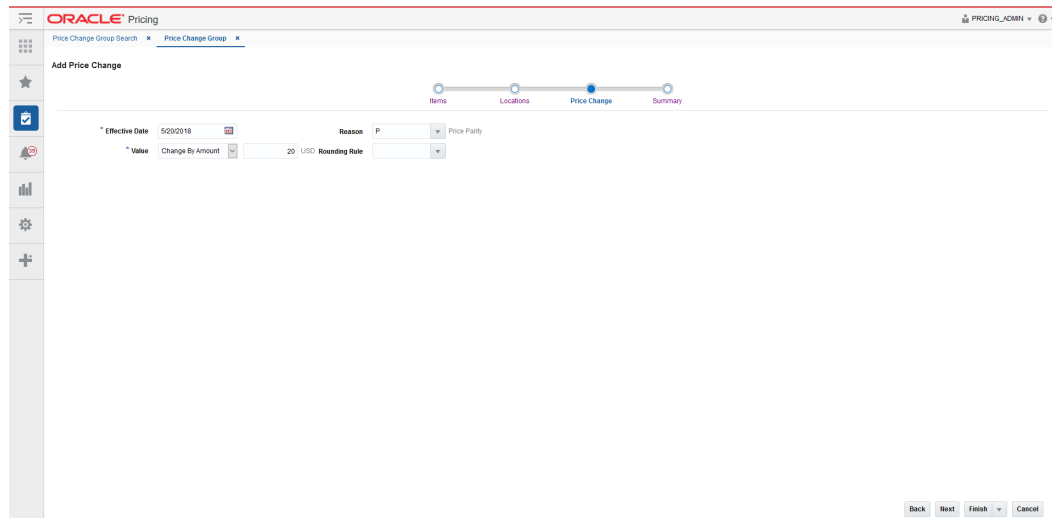 ORACLE® Pricing PRICING_ADMIN
Price Change Group Search × Price Change Group ×
Add Price Change
Items Locations Price Change Summary
* Effective Date 5/20/2018 Reason P Price Parity
* Value Change By Amount 20 USD Rounding Rule
39
Back Next Finish Cancel